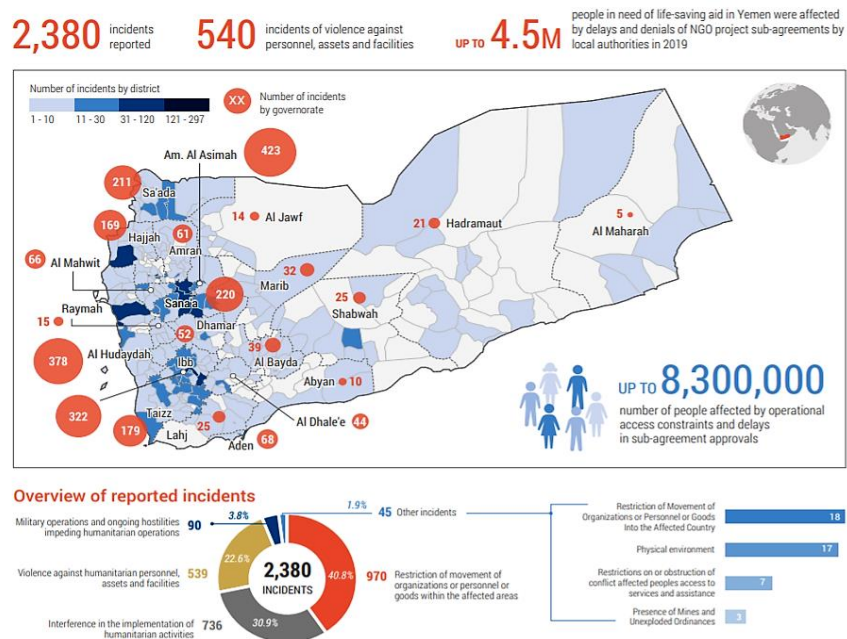 2,380 incidents
reported
540 incidents of violence against
personnel, assets and facilities
UP TO 4.5M people in need of life-saving aid in Yemen were affected
by delays and denials of NGO project sub-agreements by
local authorities in 2019
Number of incidents by district
1 - 10 11 - 30 31 - 120 121 - 297
XX Number of incidents
by governorate
Am. Al Asimah 423
211 Sa'ada
14 Al Jawf
21 Hadramaut
5 Al Maharah
169 Hajjah
61 Amran
66 Al Mahwit
32 Marib
Sana'a 220
25 Shabwah
Raymah
15
52 Dhamar
378 Al Hudaydah
Ibb
39 Al Bayda
Abyan 10
322
Taizz
179
Lahj 25
Al Dhale'e 44
Aden 68
UP TO 8,300,000
number of people affected by operational
access constraints and delays
in sub-agreement approvals
Overview of reported incidents
Military operations and ongoing hostilities
impeding humanitarian operations
90
3.8%
1.9%
45 Other incidents
Violence against humanitarian personnel,
assets and facilities
539
22.6%
2,380
INCIDENTS
40.8%
970 Restriction of movement of
organizations or personnel or
goods within the affected areas
Interference in the implementation of
humanitarian activities
736
30.9%
Restriction of Movement of
Organizations or Personnel or Goods
Into the Affected Country
18
Physical environment
17
Restrictions on or obstruction of
conflict affected peoples access to
services and assistance
7
Presence of Mines and
Unexploded Ordinances
3